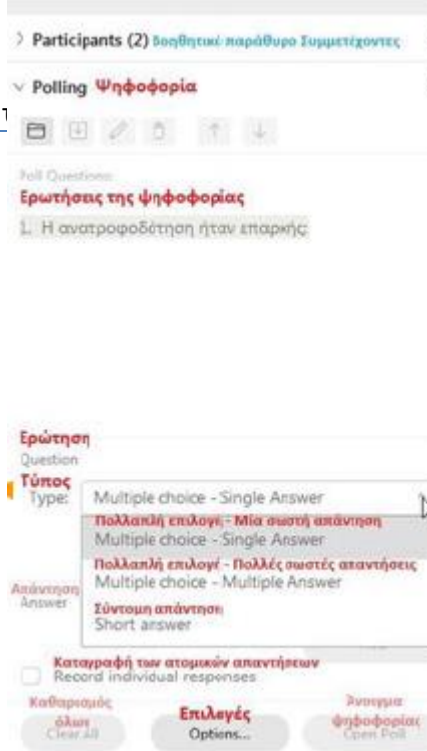 Participants (2) Βοηθητικό παράθυρο Συμμετέχοντες
Polling Ψηφοφορία
Poll Questions:
Ερωτήσεις της ψηφοφορίας
1. Η ανατροφοδότηση ήταν επαρκής;
Ερώτηση
Question
Τύπος
Type: Multiple choice - Single Answer
Πολλαπλή επιλογή - Μία σωστή απάντηση
Multiple choice - Single Answer
Πολλαπλή επιλογή - Πολλές σωστές απαντήσεις
Multiple choice - Multiple Answer
Απάντηση
Answer
Σύντομη απάντηση
Short answer
Καταγραφή των ατομικών απαντήσεων
Record individual responses
Καθαρισμός όλων
Clear All
Επιλογές
Options...
Άνοιγμα ψηφοφορίας
Open Poll